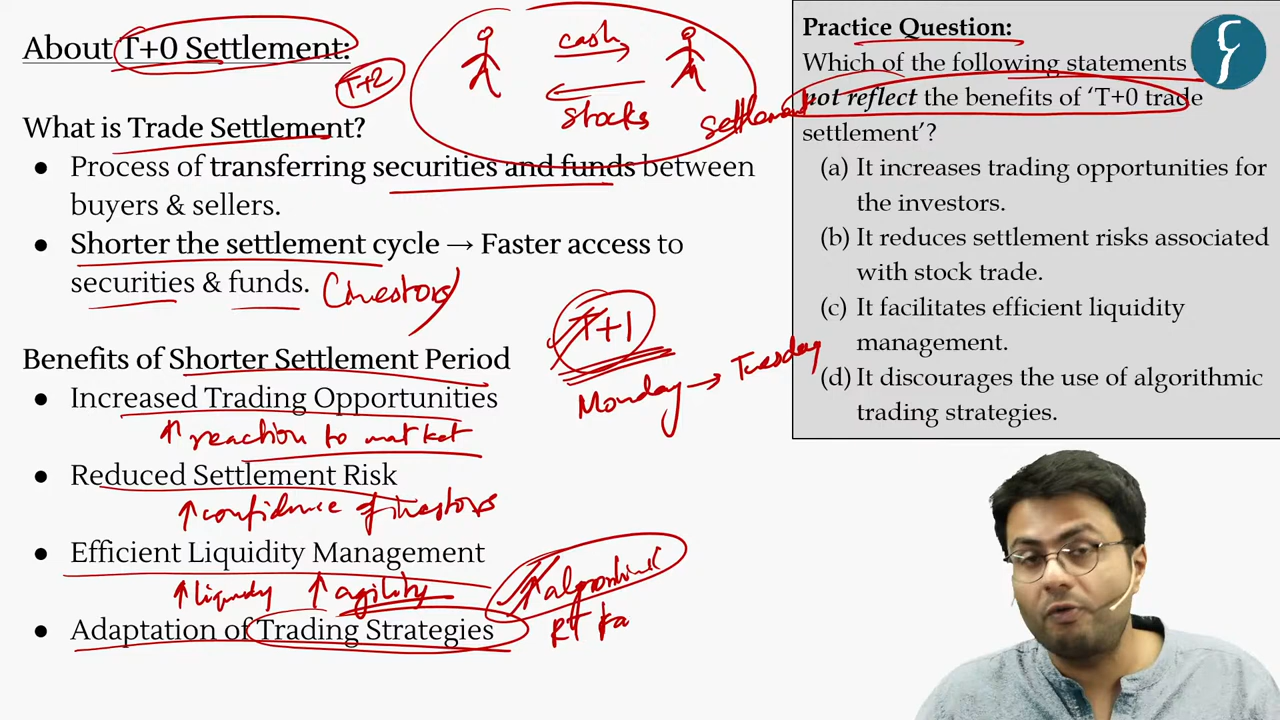 About T+0 Settlement:
T+2
cash
stocks
settlement
What is Trade Settlement?
● Process of transferring securities and funds between
buyers & sellers.
● Shorter the settlement cycle → Faster access to
securities & funds. (investors)
T+1
Monday → Tuesday
Benefits of Shorter Settlement Period
● Increased Trading Opportunities
↑ reaction to market
● Reduced Settlement Risk
↑ confidence of investors
● Efficient Liquidity Management
↑ liquidity ↑ agility
● Adaptation of Trading Strategies
Practice Question:
Which of the following statements
not reflect the benefits of ‘T+0 trade
settlement’?
(a) It increases trading opportunities for
the investors.
(b) It reduces settlement risks associated
with stock trade.
(c) It facilitates efficient liquidity
management.
(d) It discourages the use of algorithmic
trading strategies.